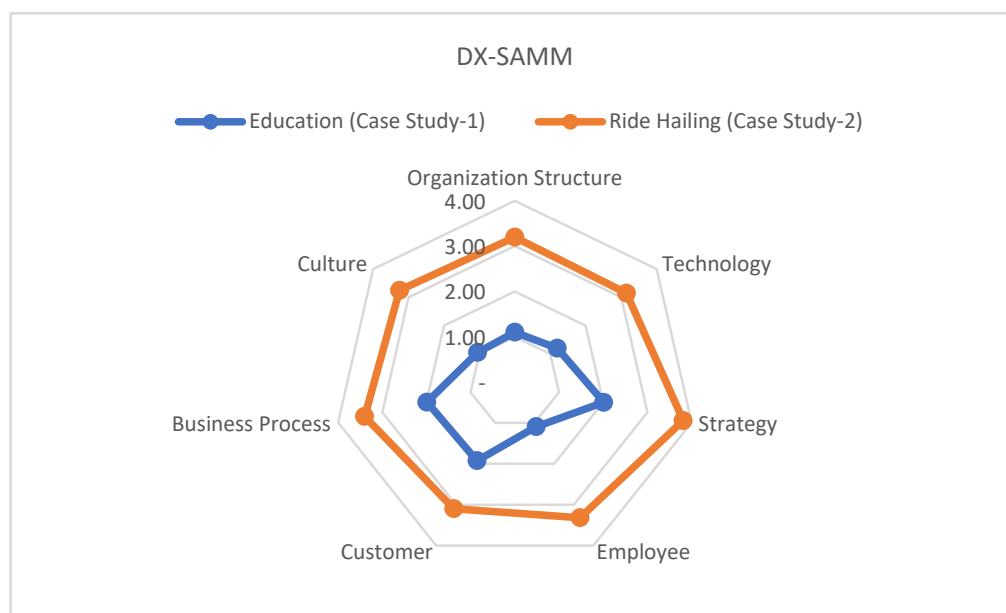 DX-SAMM
Education (Case Study-1) Ride Hailing (Case Study-2)
Organization Structure
4.00
3.00
2.00
1.00
-
Culture
Technology
Business Process
Strategy
Customer
Employee